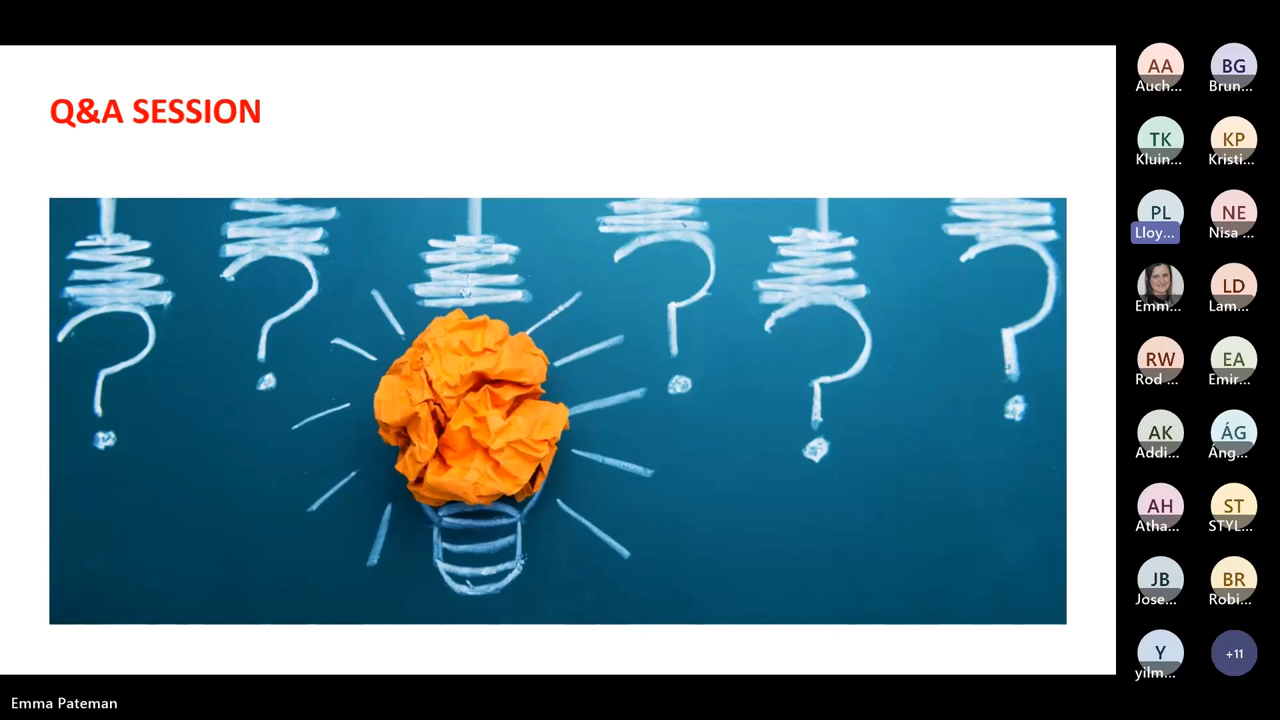 Q&A SESSION
AA
Auch...
BG
Brun...
TK
Kluin...
KP
Kristi...
PL
Lloy...
NE
Nisa ...
Emm...
LD
Lam...
RW
Rod ...
EA
Emir...
AK
Addi...
ÁG
Áng...
AH
Atha...
ST
STYL...
JB
Jose...
BR
Robi...
Y
yilm...
+11
Emma Pateman